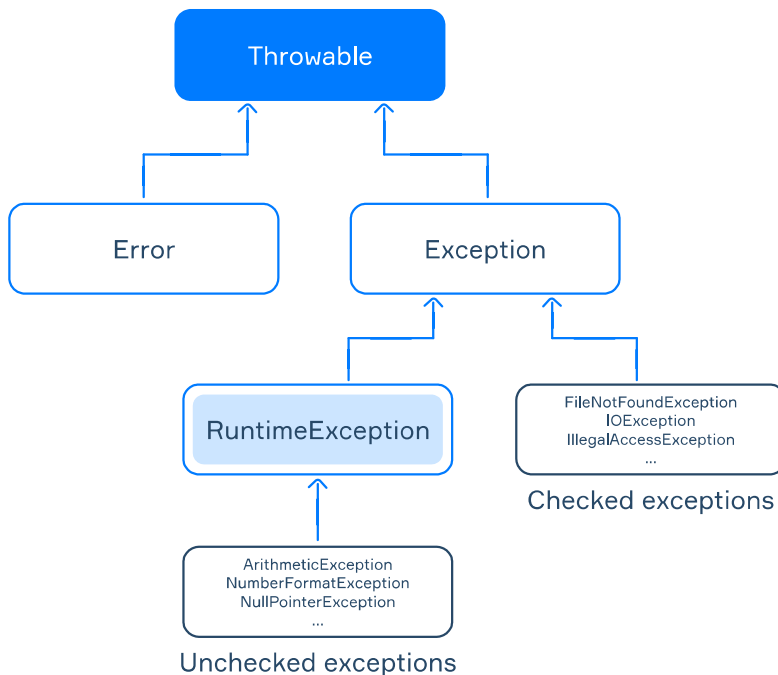 Throwable
Error
Exception
RuntimeException
FileNotFoundException
IOException
IllegalAccessException
...
Checked exceptions
ArithmeticException
NumberFormatException
NullPointerException
...
Unchecked exceptions